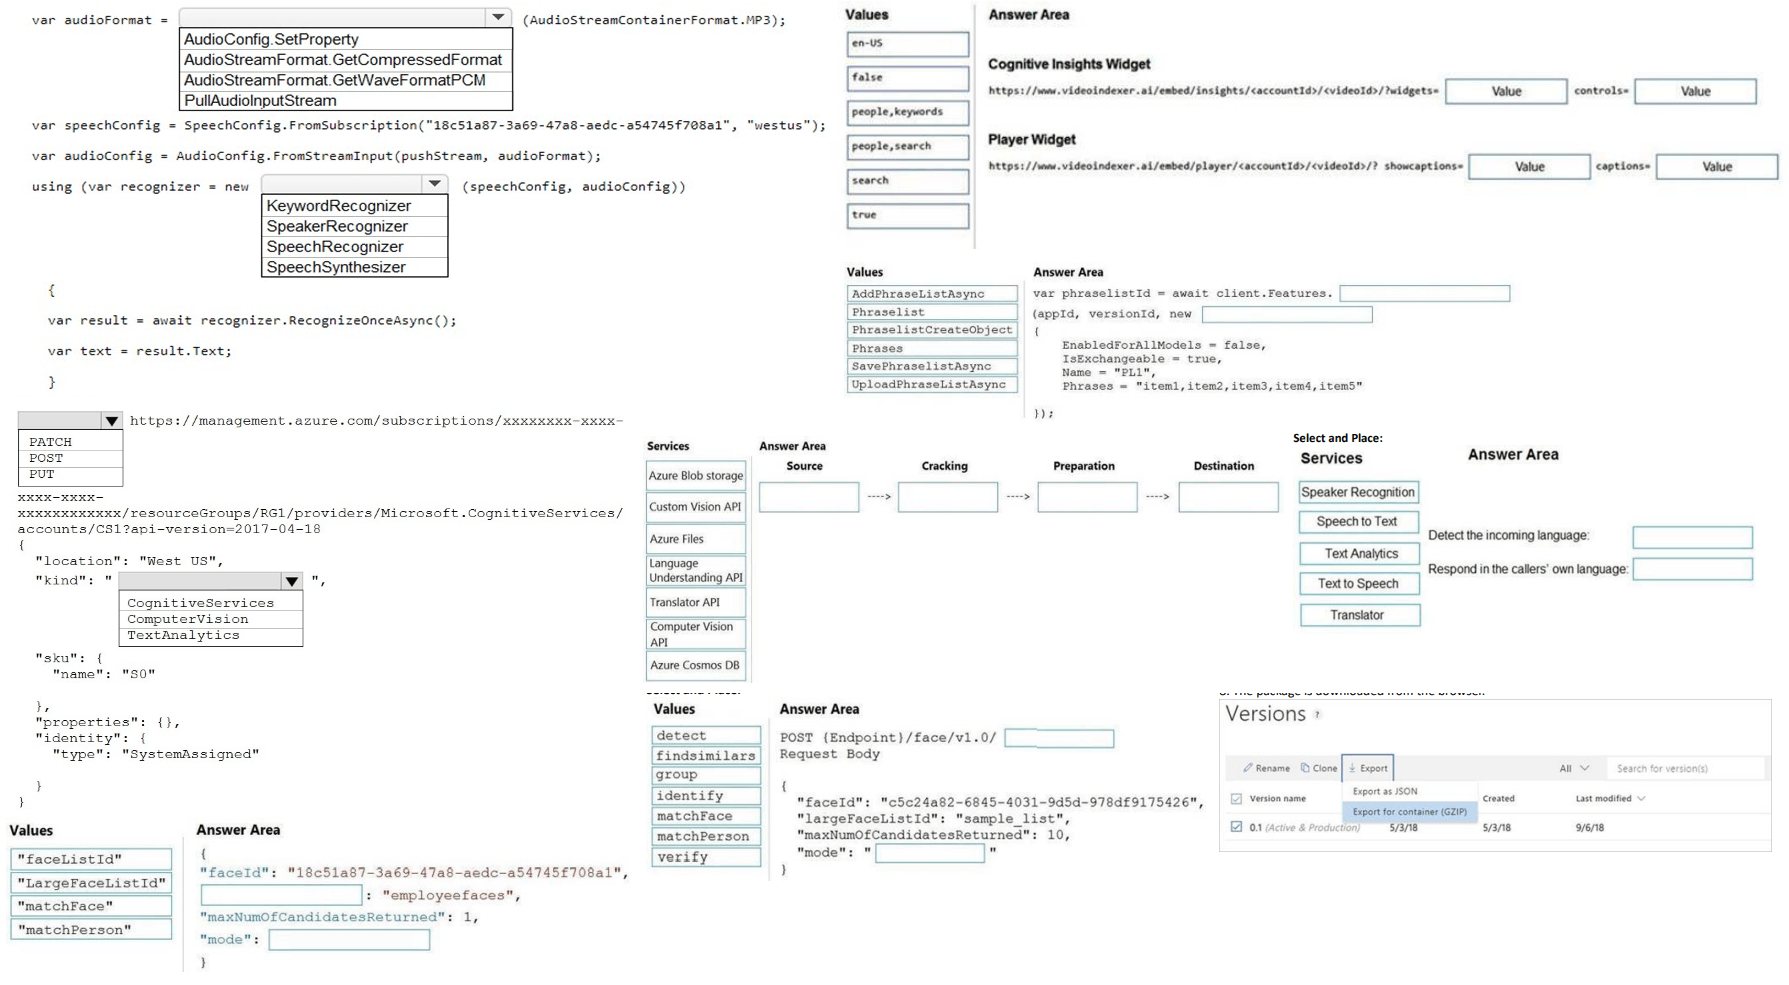 var audioFormat = (AudioStreamContainerFormat.MP3);
AudioConfig.SetProperty
AudioStreamFormat.GetCompressedFormat
AudioStreamFormat.GetWaveFormatPCM
PullAudioInputStream
var speechConfig = SpeechConfig.FromSubscription("18c51a87-3a69-47a8-aedc-a54745f708a1", "westus");
var audioConfig = AudioConfig.FromStreamInput(pushStream, audioFormat);
using (var recognizer = new (speechConfig, audioConfig))
KeywordRecognizer
SpeakerRecognizer
SpeechRecognizer
SpeechSynthesizer
{
var result = await recognizer.RecognizeOnceAsync();
var text = result.Text;
}
Values
en-US
false
people,keywords
people,search
search
true
Answer Area
Cognitive Insights Widget
https://www.videoindexer.ai/embed/insights/<accountId>/<videoId>/?widgets= Value controls= Value
Player Widget
https://www.videoindexer.ai/embed/player/<accountId>/<videoId>/? showcaptions= Value captions= Value
Values
AddPhraseListAsync
Phraselist
PhraselistCreateObject
Phrases
SavePhraselistAsync
UploadPhraseListAsync
Answer Area
var phraselistId = await client.Features.
(appId, versionId, new
{
EnabledForAllModels = false,
IsExchangeable = true,
Name = "PL1",
Phrases = "item1,item2,item3,item4,item5"
});
https://management.azure.com/subscriptions/xxxxxxxx-xxxx-
PATCH
POST
PUT
xxxx-xxxx-
xxxxxxxxxxxx/resourceGroups/RG1/providers/Microsoft.CognitiveServices/
accounts/CS1?api-version=2017-04-18
{
"location": "West US",
"kind": " ",
CognitiveServices
ComputerVision
TextAnalytics
"sku": {
"name": "S0"
},
"properties": {},
"identity": {
"type": "SystemAssigned"
}
}
Services
Azure Blob storage
Custom Vision API
Azure Files
Language
Understanding API
Translator API
Computer Vision
API
Azure Cosmos DB
Answer Area
Source Cracking Preparation Destination
----> ----> ---->
Select and Place:
Services
Speaker Recognition
Speech to Text
Text Analytics
Text to Speech
Translator
Answer Area
Detect the incoming language:
Respond in the callers' own language:
Values
detect
findsimilars
group
identify
matchFace
matchPerson
verify
Answer Area
POST {Endpoint}/face/v1.0/
Request Body
{
"faceId": "c5c24a82-6845-4031-9d5d-978df9175426",
"largeFaceListId": "sample_list",
"maxNumOfCandidatesReturned": 10,
"mode": " "
}
The package is downloaded from the browser.
Versions ?
Rename Clone Export All Search for version(s)
Export as JSON
Export for container (GZIP)
Version name Created Last modified
0.1 (Active & Production) 5/3/18 5/3/18 9/6/18
Values
"faceListId"
"LargeFaceListId"
"matchFace"
"matchPerson"
Answer Area
{
"faceId": "18c51a87-3a69-47a8-aedc-a54745f708a1",
: "employeefaces",
"maxNumOfCandidatesReturned": 1,
"mode":
}